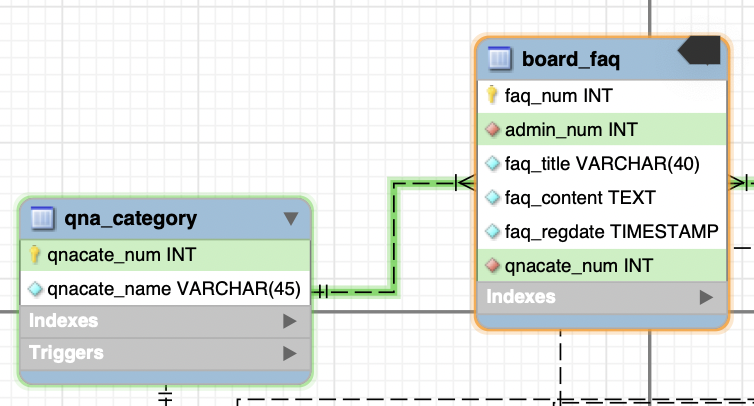 board_faq
faq_num INT
admin_num INT
faq_title VARCHAR(40)
faq_content TEXT
faq_regdate TIMESTAMP
qnacate_num INT
Indexes
qna_category
qnacate_num INT
qnacate_name VARCHAR(45)
Indexes
Triggers